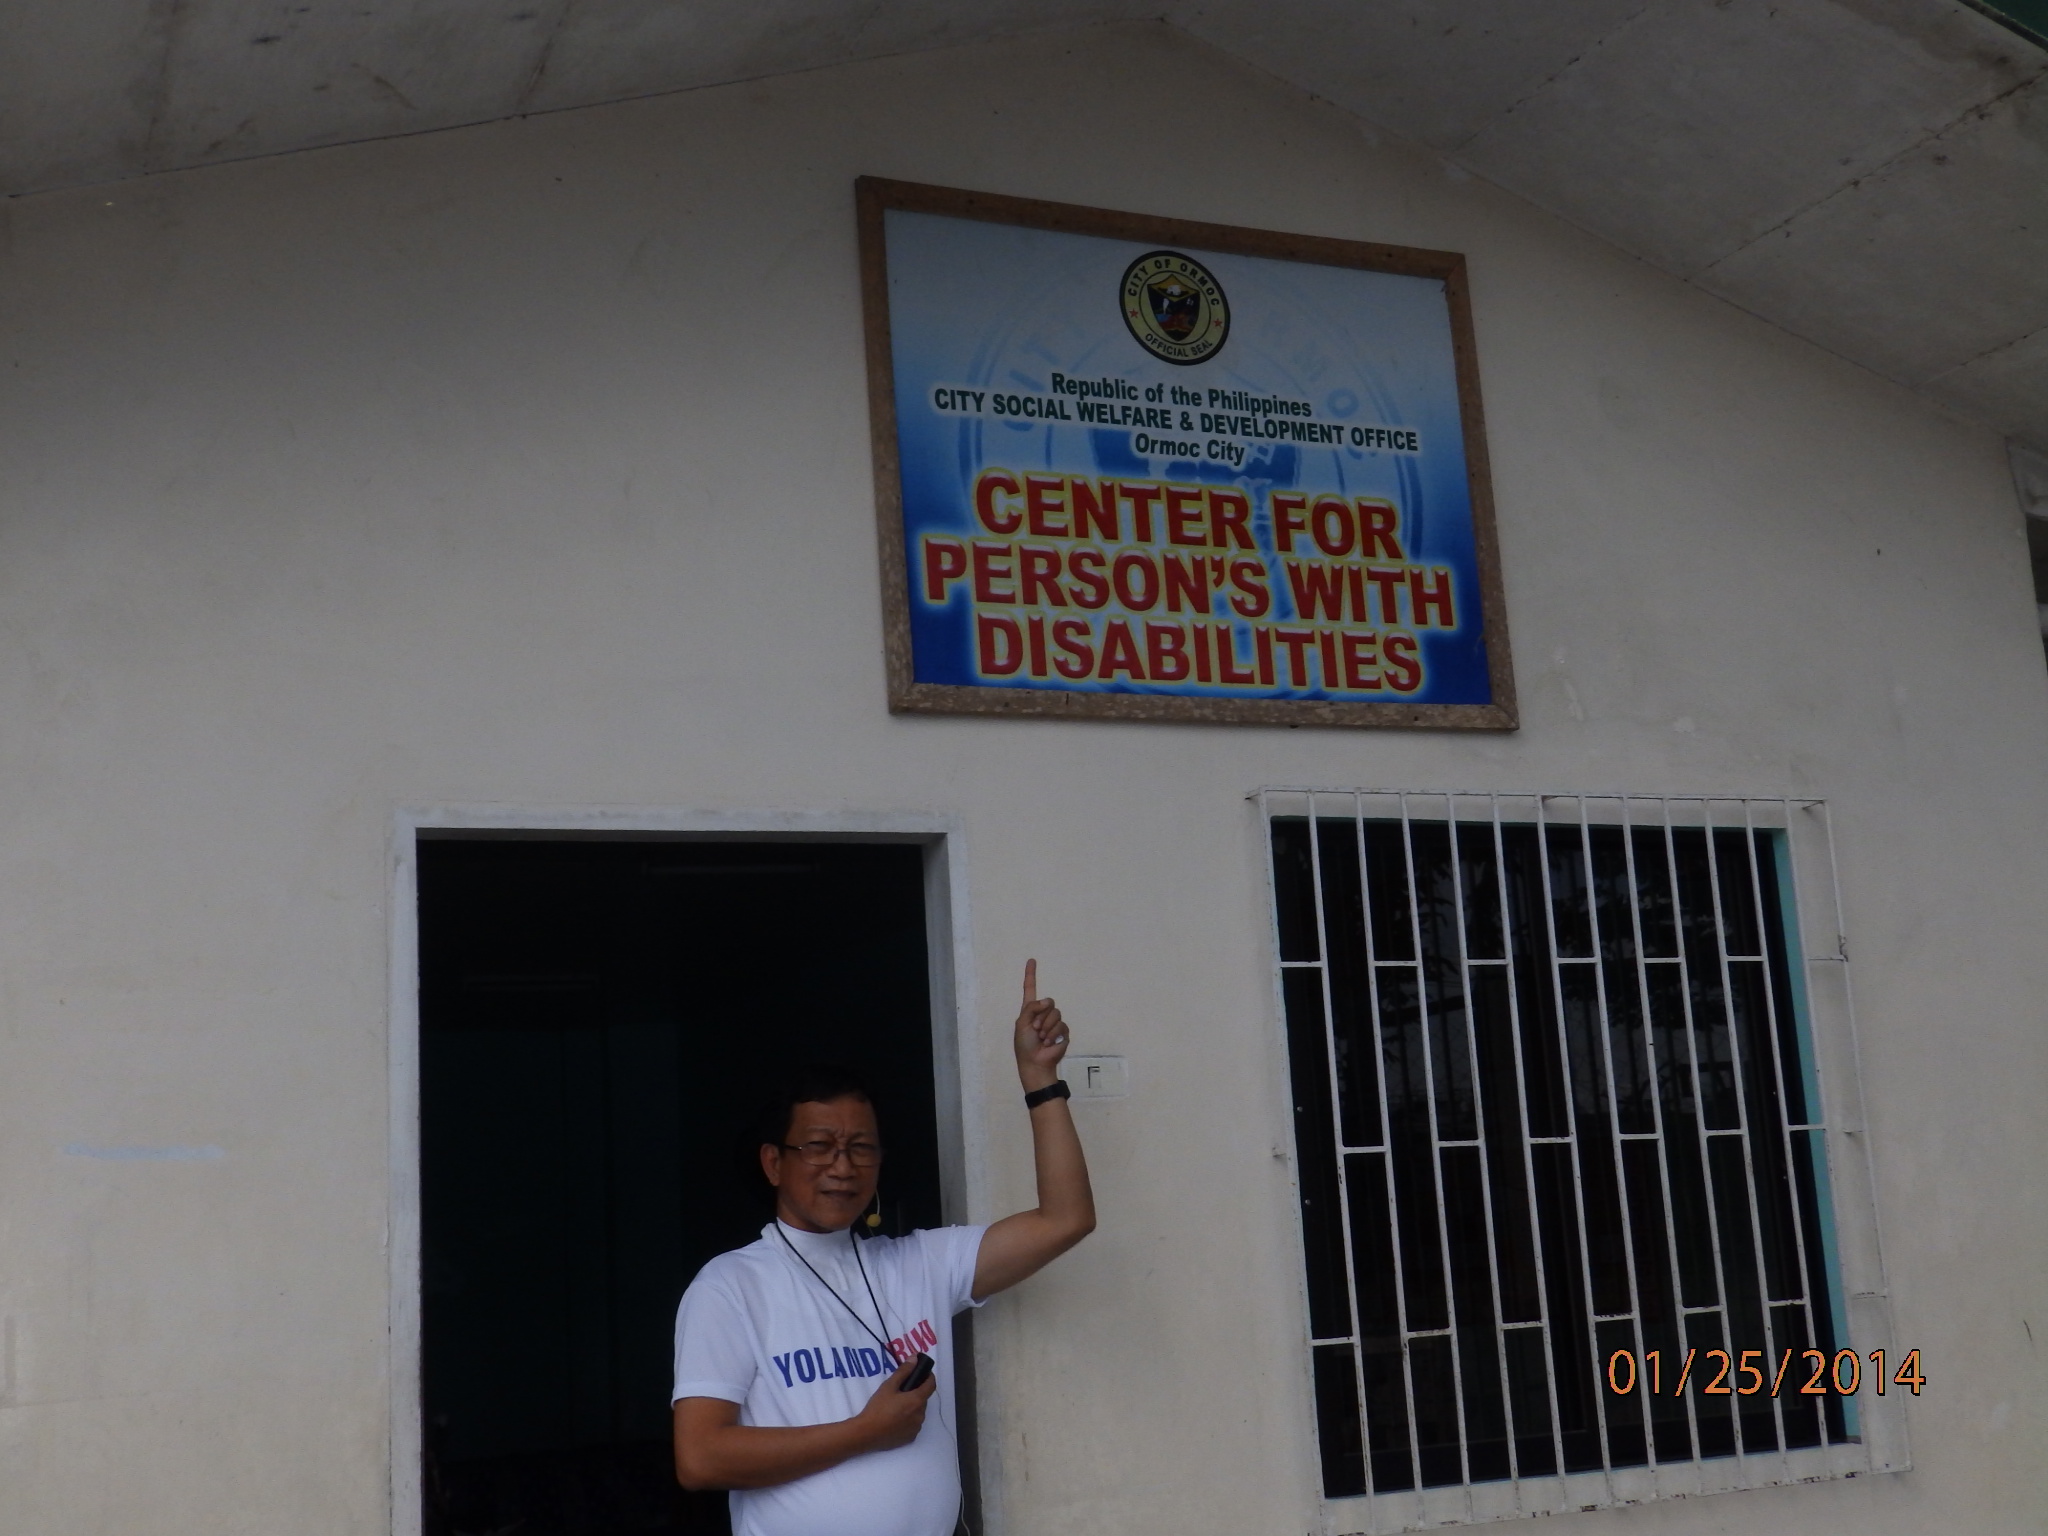 CITY OF ORMOC
OFFICIAL SEAL
Republic of the Philippines
CITY SOCIAL WELFARE & DEVELOPMENT OFFICE
Ormoc City
CENTER FOR
PERSON'S WITH
DISABILITIES
YOLANDA
01/25/2014